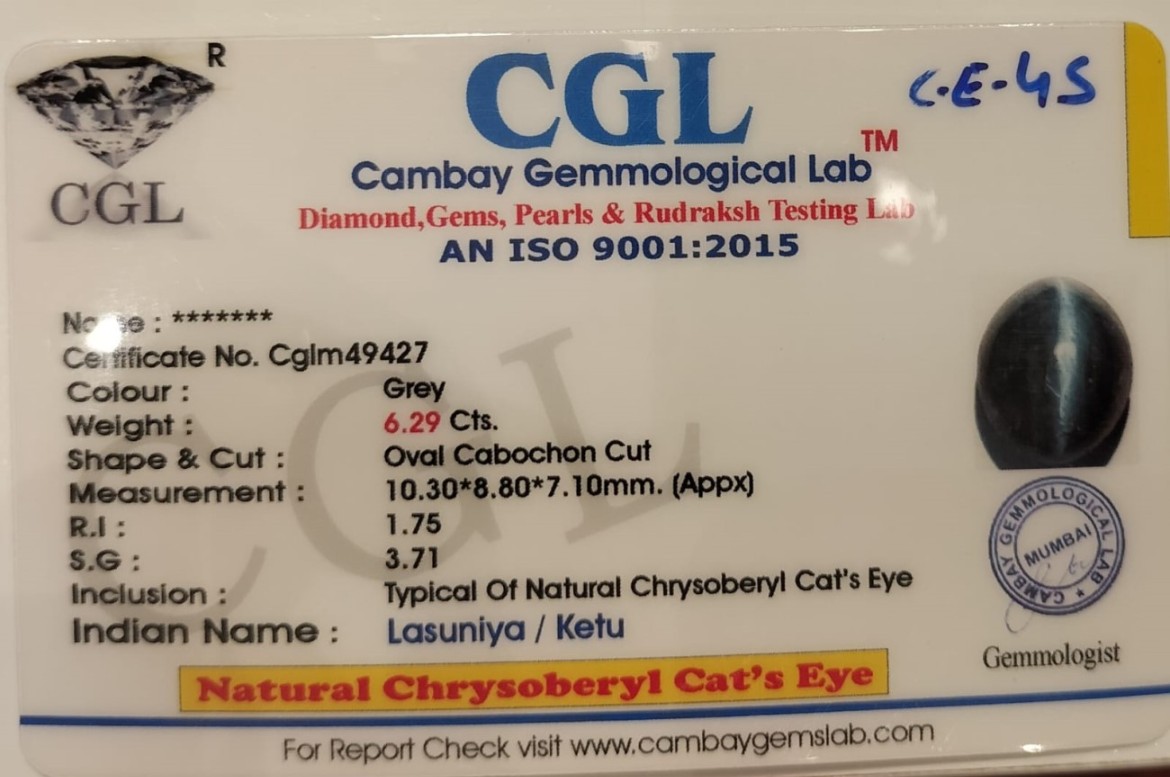 R
CGL
C.E-45
CGL
TM
Cambay Gemmological Lab
Diamond,Gems, Pearls & Rudraksh Testing Lab
AN ISO 9001:2015
Name : *******
Certificate No. Cglm49427
Colour : Grey
Weight : 6.29 Cts.
Shape & Cut : Oval Cabochon Cut
Measurement : 10.30*8.80*7.10mm. (Appx)
R.I : 1.75
S.G : 3.71
Inclusion : Typical Of Natural Chrysoberyl Cat's Eye
Indian Name : Lasuniya / Ketu
CAMBAY GEMMOLOGICAL LAB
MUMBAI
Gemmologist
Natural Chrysoberyl Cat's Eye
For Report Check visit www.cambaygemslab.com
CGL